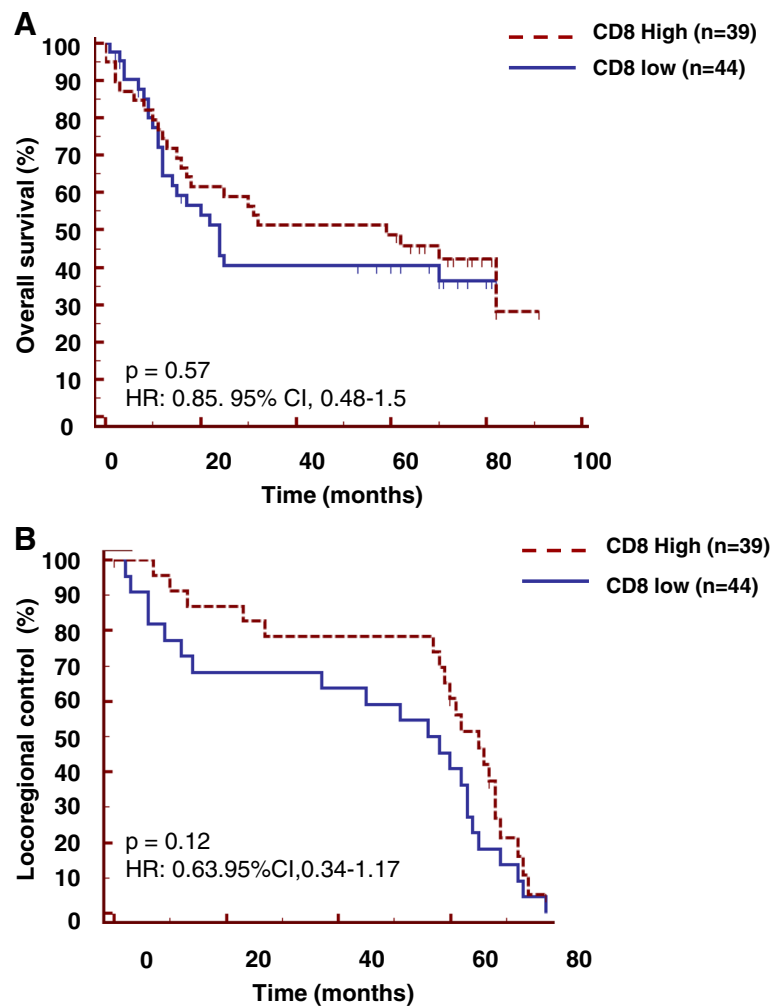 A
CD8 High (n=39)
CD8 low (n=44)
Overall survival (%)
100
90
80
70
60
50
40
30
20
10
0
p = 0.57
HR: 0.85. 95% CI, 0.48-1.5
0 20 40 60 80 100
Time (months)
B
CD8 High (n=39)
CD8 low (n=44)
Locoregional control (%)
100
90
80
70
60
50
40
30
20
10
0
p = 0.12
HR: 0.63.95%CI,0.34-1.17
0 20 40 60 80
Time (months)